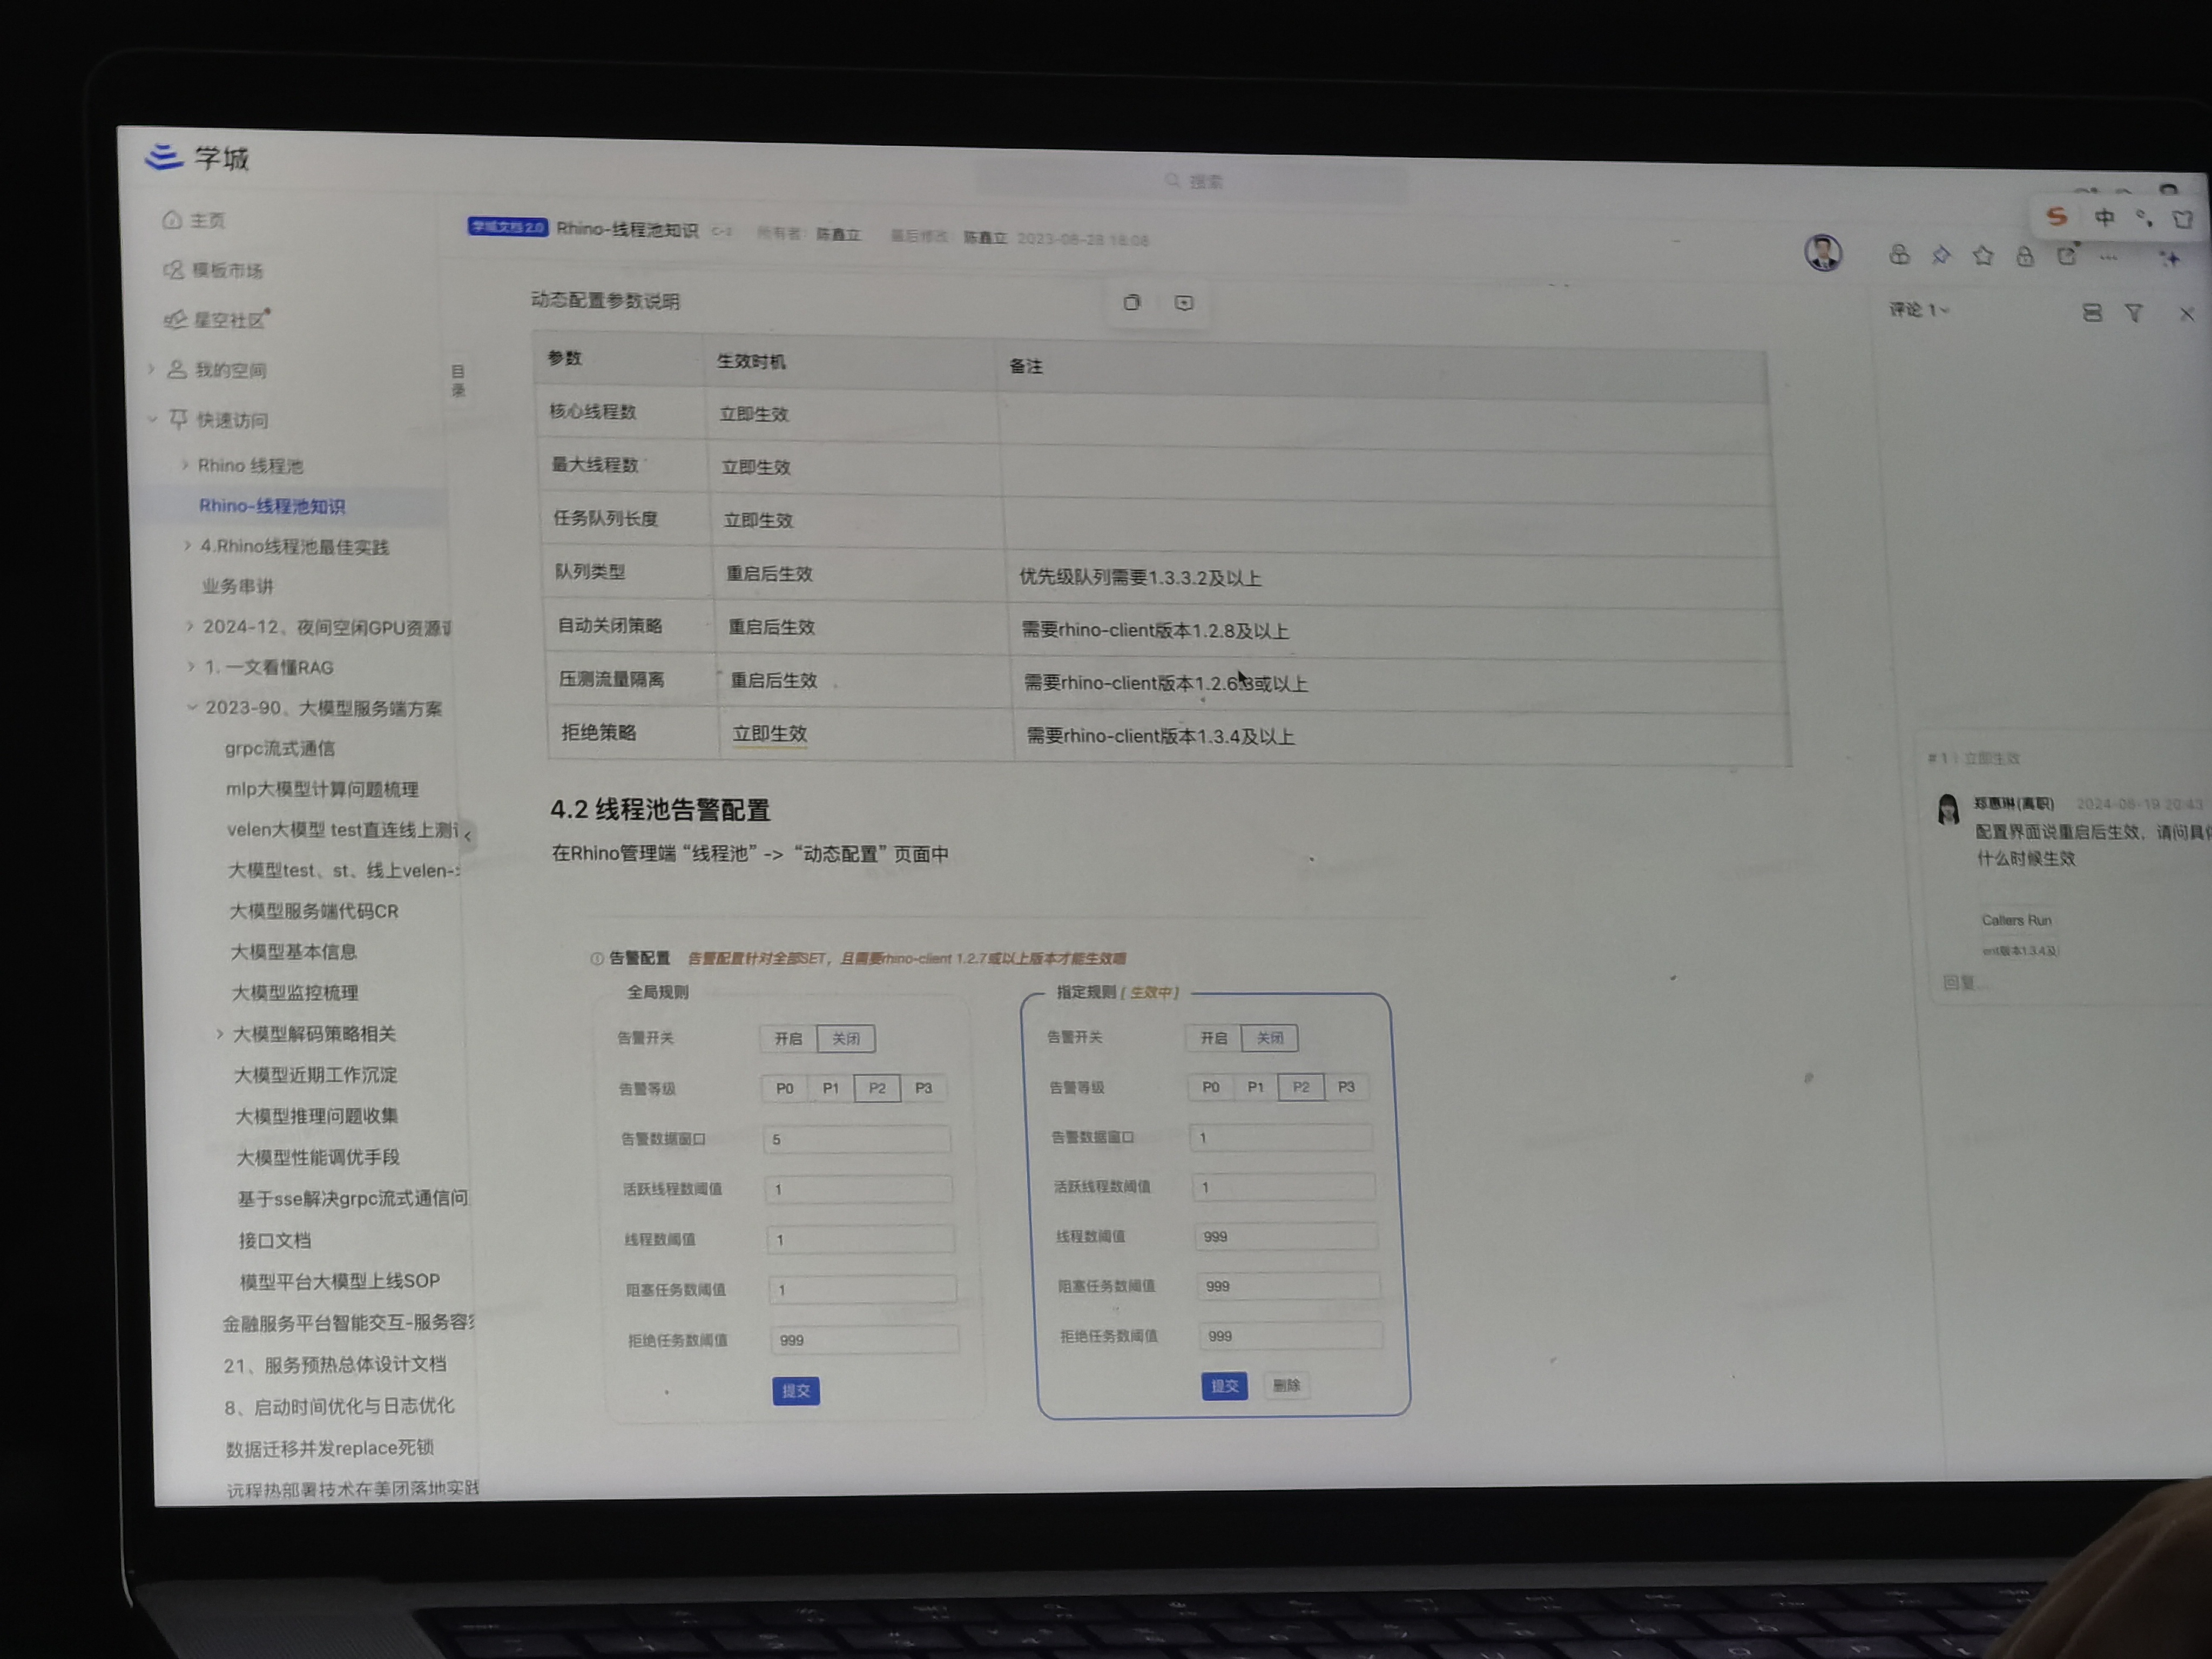 学城
搜索
主页
模板市场
星空社区
我的空间
快速访问
Rhino 线程池
Rhino-线程池知识
4.Rhino线程池最佳实践
业务串讲
2024-12、夜间空闲GPU资源
1. 一文看懂RAG
2023-90、大模型服务端方案
grpc流式通信
mlp大模型计算问题梳理
velen大模型 test直连线上测
大模型test、st、线上velen-
大模型服务端代码CR
大模型基本信息
大模型监控梳理
大模型解码策略相关
大模型近期工作沉淀
大模型推理问题收集
大模型性能调优手段
基于sse解决grpc流式通信问
接口文档
模型平台大模型上线SOP
金融服务平台智能交互-服务容
21、服务预热总体设计文档
8、启动时间优化与日志优化
数据迁移并发replace死锁
远程热部署技术在美团落地实践
学城文档 2.0 Rhino-线程池知识 C-2 所有者: 陈鑫立 最后修改: 陈鑫立 2023-08-28 18:08
中
目录
动态配置参数说明
参数 生效时机 备注
核心线程数 立即生效
最大线程数 立即生效
任务队列长度 立即生效
队列类型 重启后生效 优先级队列需要1.3.3.2及以上
自动关闭策略 重启后生效 需要rhino-client版本1.2.8及以上
压测流量隔离 重启后生效 需要rhino-client版本1.2.6.3或以上
拒绝策略 立即生效 需要rhino-client版本1.3.4及以上
4.2 线程池告警配置
在Rhino管理端 “线程池” -> “动态配置” 页面中
告警配置 告警配置针对全部SET，且需要rhino-client 1.2.7或以上版本才能生效哦
全局规则
告警开关 开启 关闭
告警等级 P0 P1 P2 P3
告警数据窗口 5
活跃线程数阈值 1
线程数阈值 1
阻塞任务数阈值 1
拒绝任务数阈值 999
提交
指定规则 ( 生效中 )
告警开关 开启 关闭
告警等级 P0 P1 P2 P3
告警数据窗口 1
活跃线程数阈值 1
线程数阈值 999
阻塞任务数阈值 999
拒绝任务数阈值 999
提交 删除
评论 1
#1 | 立即生效
郑惠琳(离职) 2024-08-19 20:43
配置界面说重启后生效，请问具
什么时候生效
Callers Run
ent版本1.3.4及
回复...